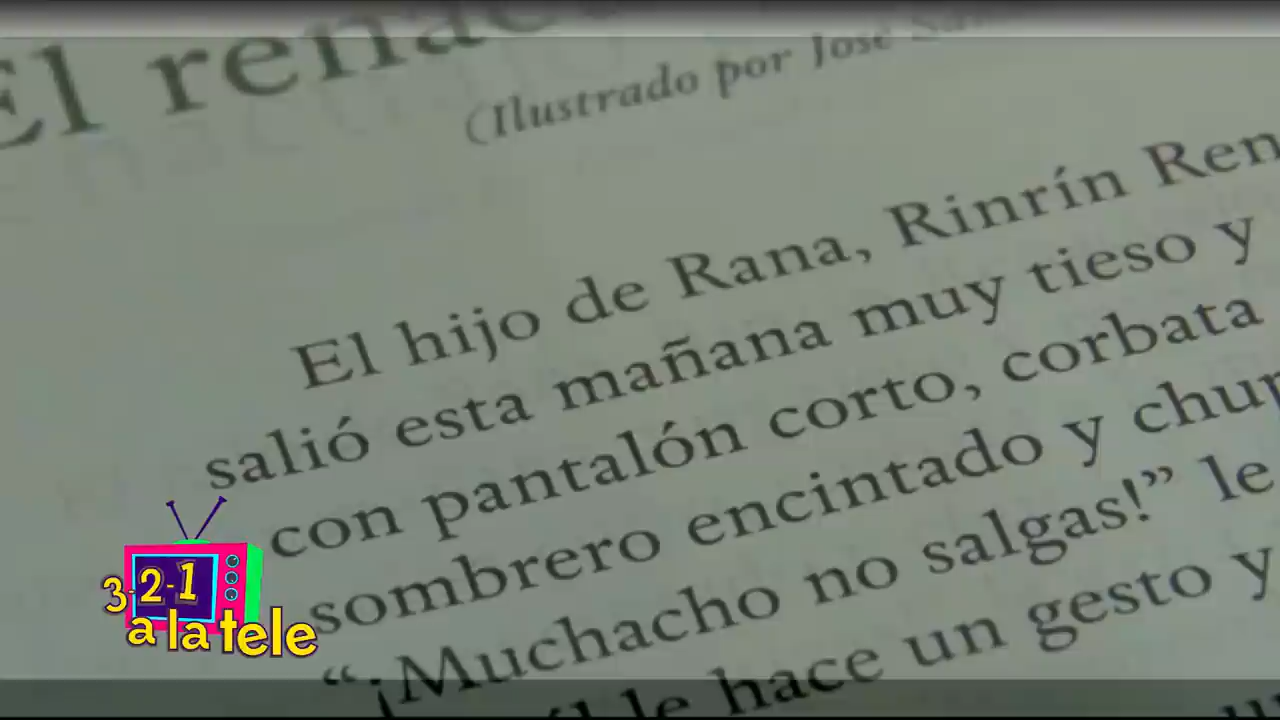 El
(Ilustrado por José
El hijo de Rana, Rinrín
salió esta mañana muy tieso y
con pantalón corto, corbata
sombrero encintado y
“¡Muchacho no salgas!” le
le hace un gesto y
3-2-1
a la tele